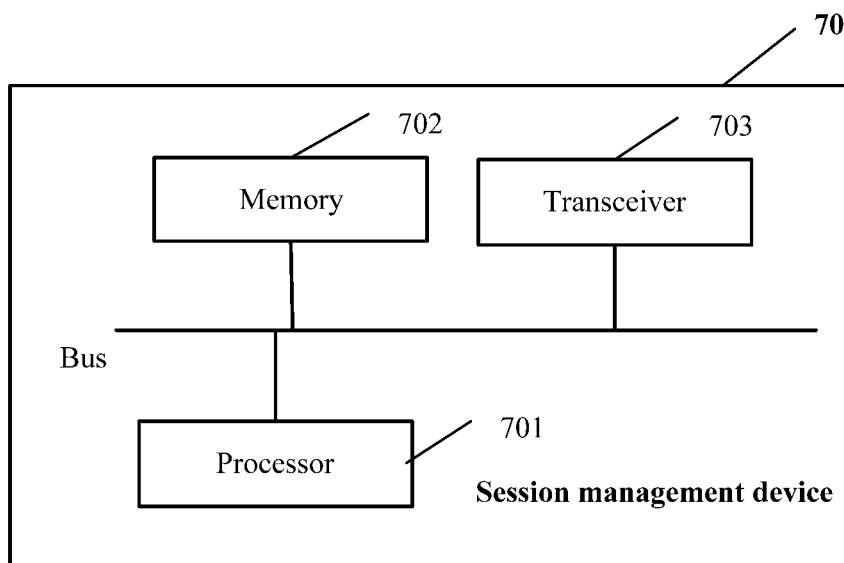 70
702
703
Memory
Transceiver
Bus
701
Processor
Session management device